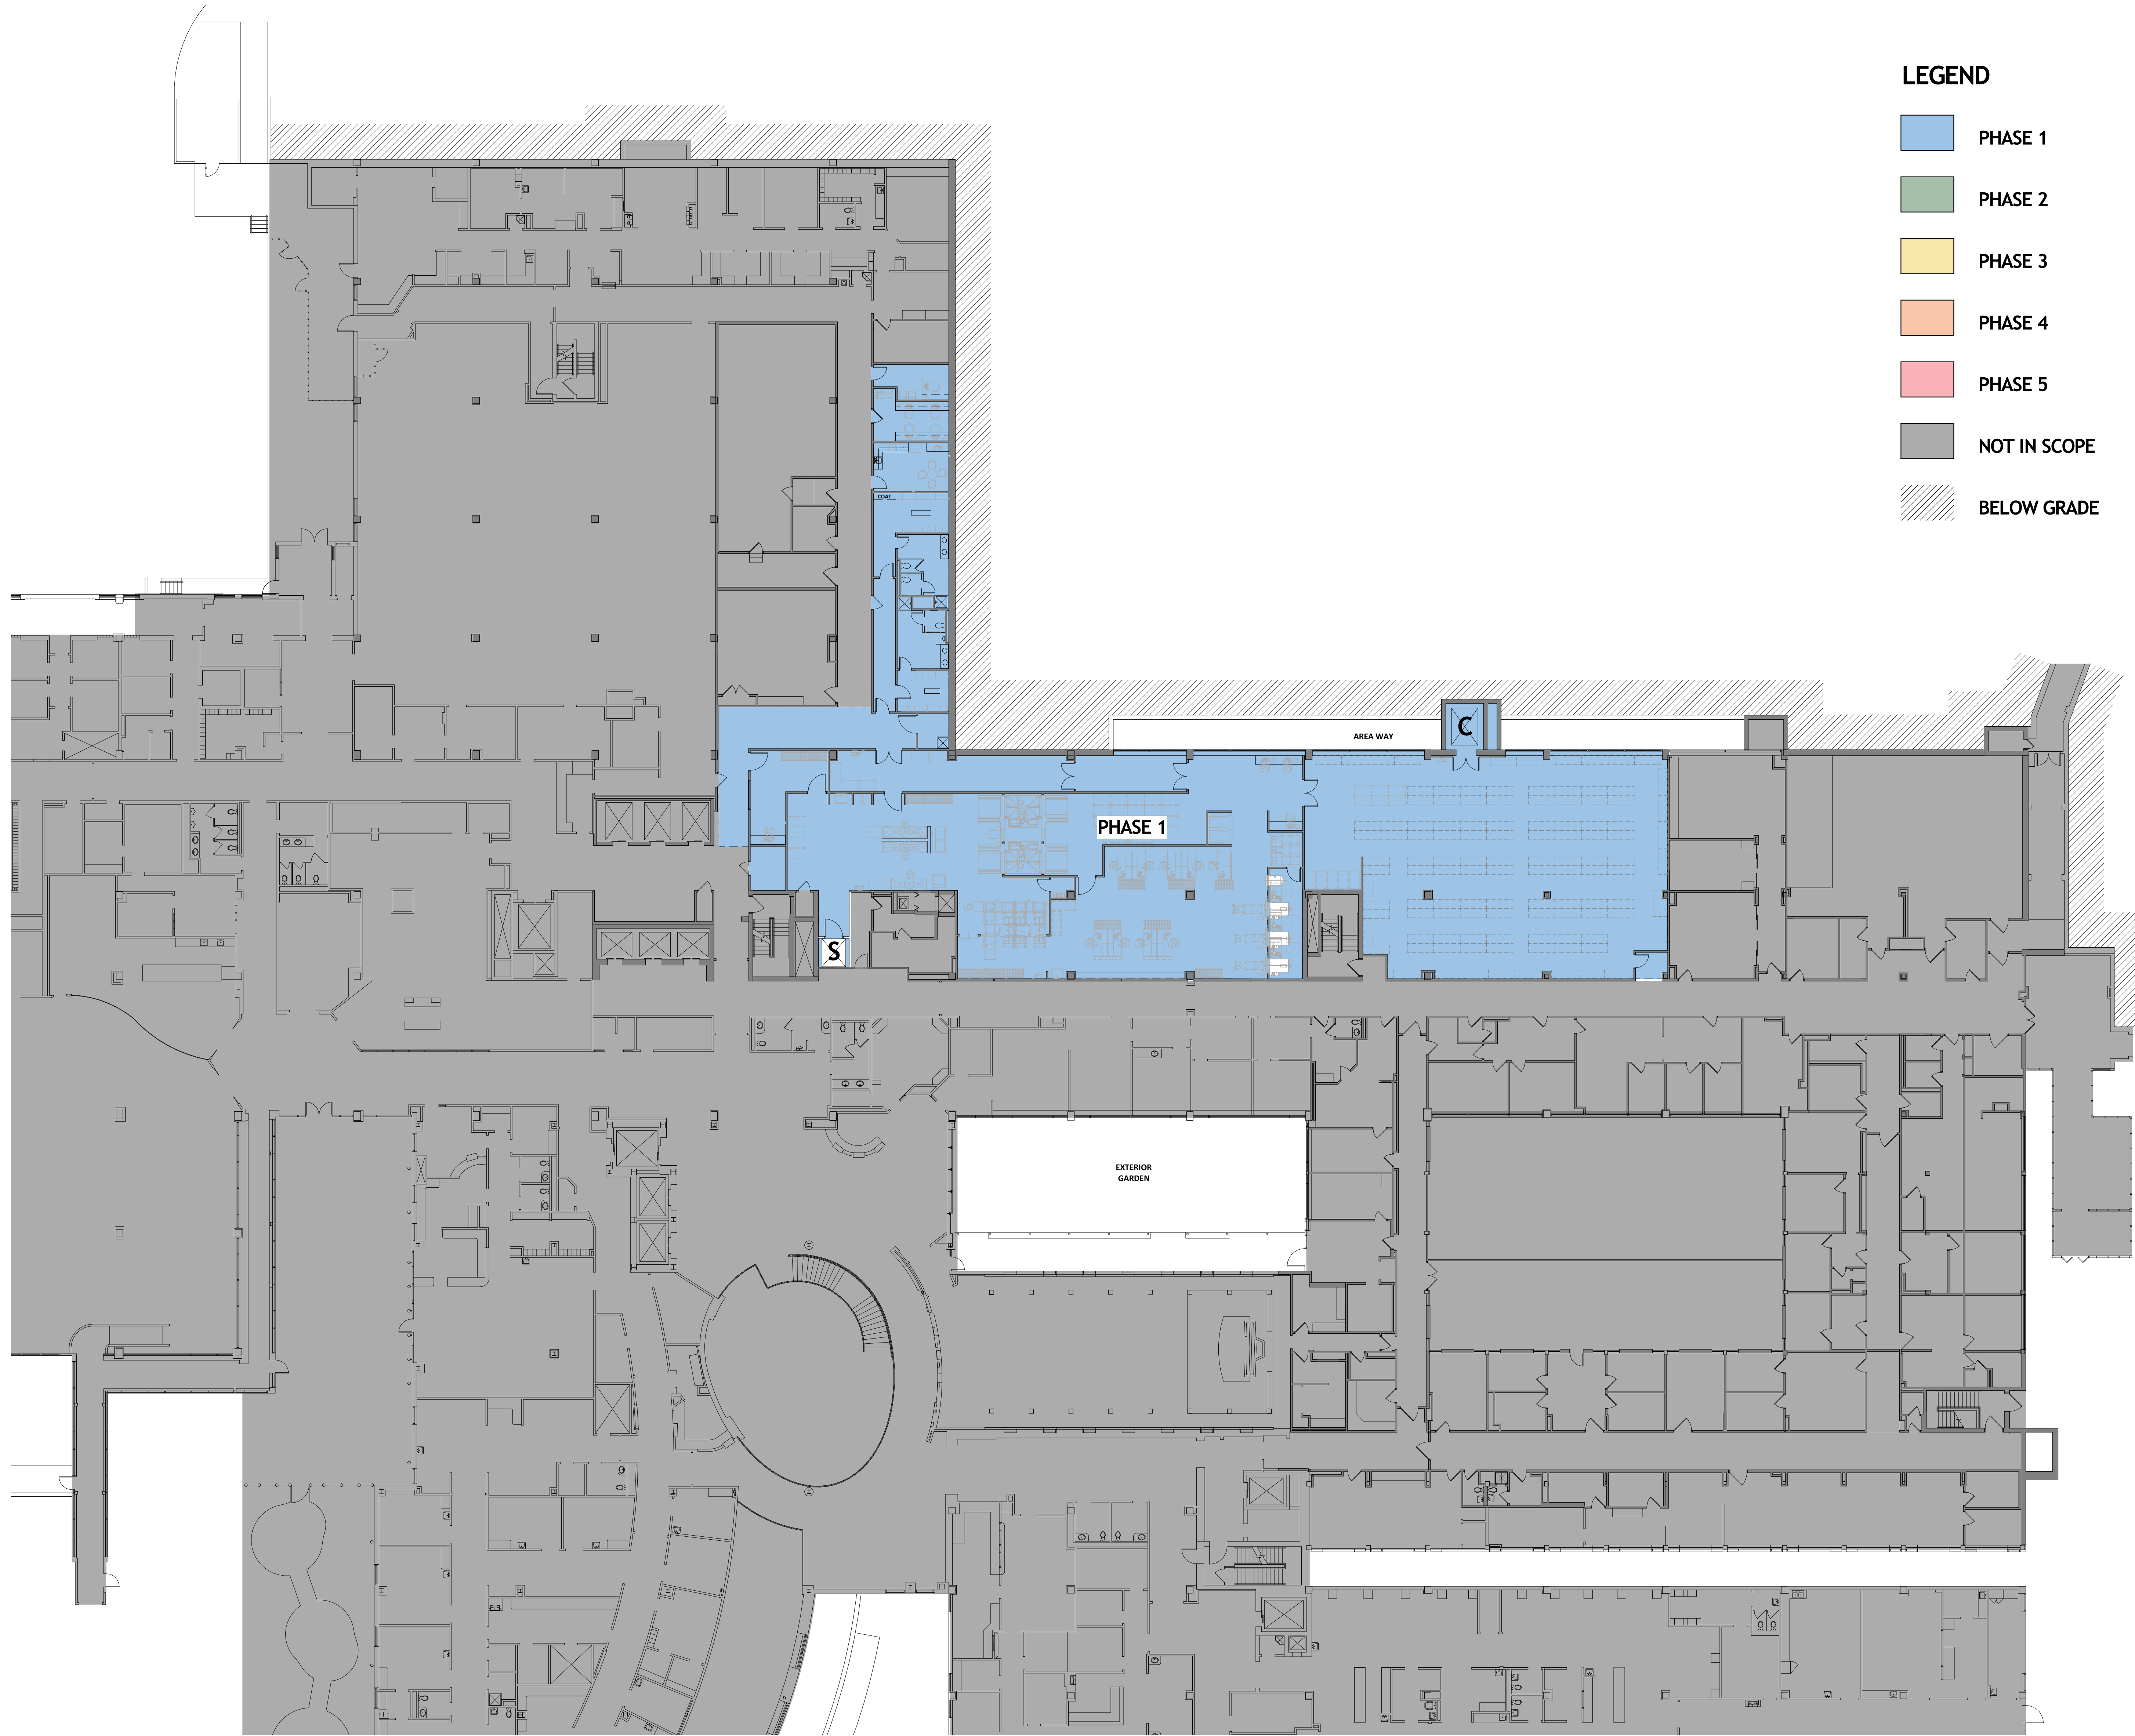 LEGEND
PHASE 1
PHASE 2
PHASE 3
PHASE 4
PHASE 5
NOT IN SCOPE
BELOW GRADE
COAT
C
AREA WAY
PHASE 1
S
EXTERIOR
GARDEN